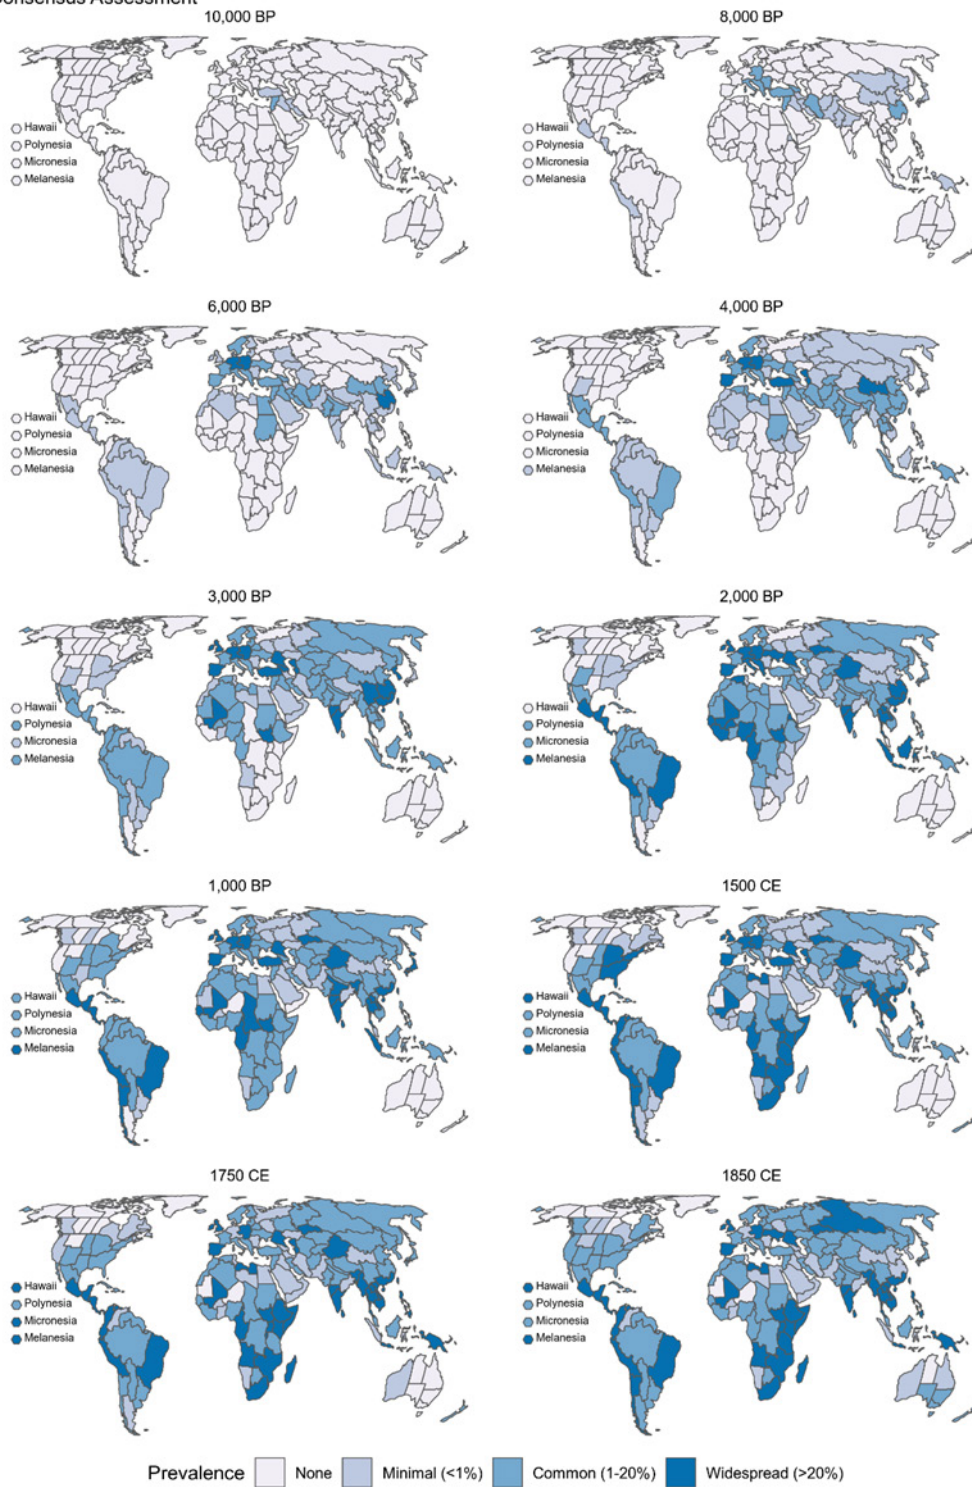 Consensus Assessment
10,000 BP
8,000 BP
Hawaii
Polynesia
Micronesia
Melanesia
Hawaii
Polynesia
Micronesia
Melanesia
6,000 BP
4,000 BP
Hawaii
Polynesia
Micronesia
Melanesia
Hawaii
Polynesia
Micronesia
Melanesia
3,000 BP
2,000 BP
Hawaii
Polynesia
Micronesia
Melanesia
Hawaii
Polynesia
Micronesia
Melanesia
1,000 BP
1500 CE
Hawaii
Polynesia
Micronesia
Melanesia
Hawaii
Polynesia
Micronesia
Melanesia
1750 CE
1850 CE
Hawaii
Polynesia
Micronesia
Melanesia
Hawaii
Polynesia
Micronesia
Melanesia
Prevalence None Minimal (<1%) Common (1-20%) Widespread (>20%)